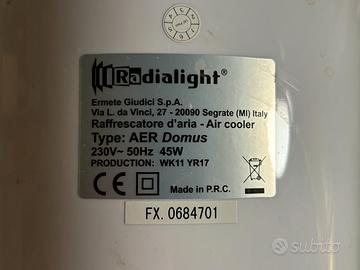 Radialight®
Ermete Giudici S.p.A.
Via L. da Vinci, 27 - 20090 Segrate (MI) Italy
Raffrescatore d'aria - Air cooler
Type: AER Domus
230V~ 50Hz 45W
PRODUCTION: WK11 YR17
CE
Made in P.R.C.
FX. 0684701
subito